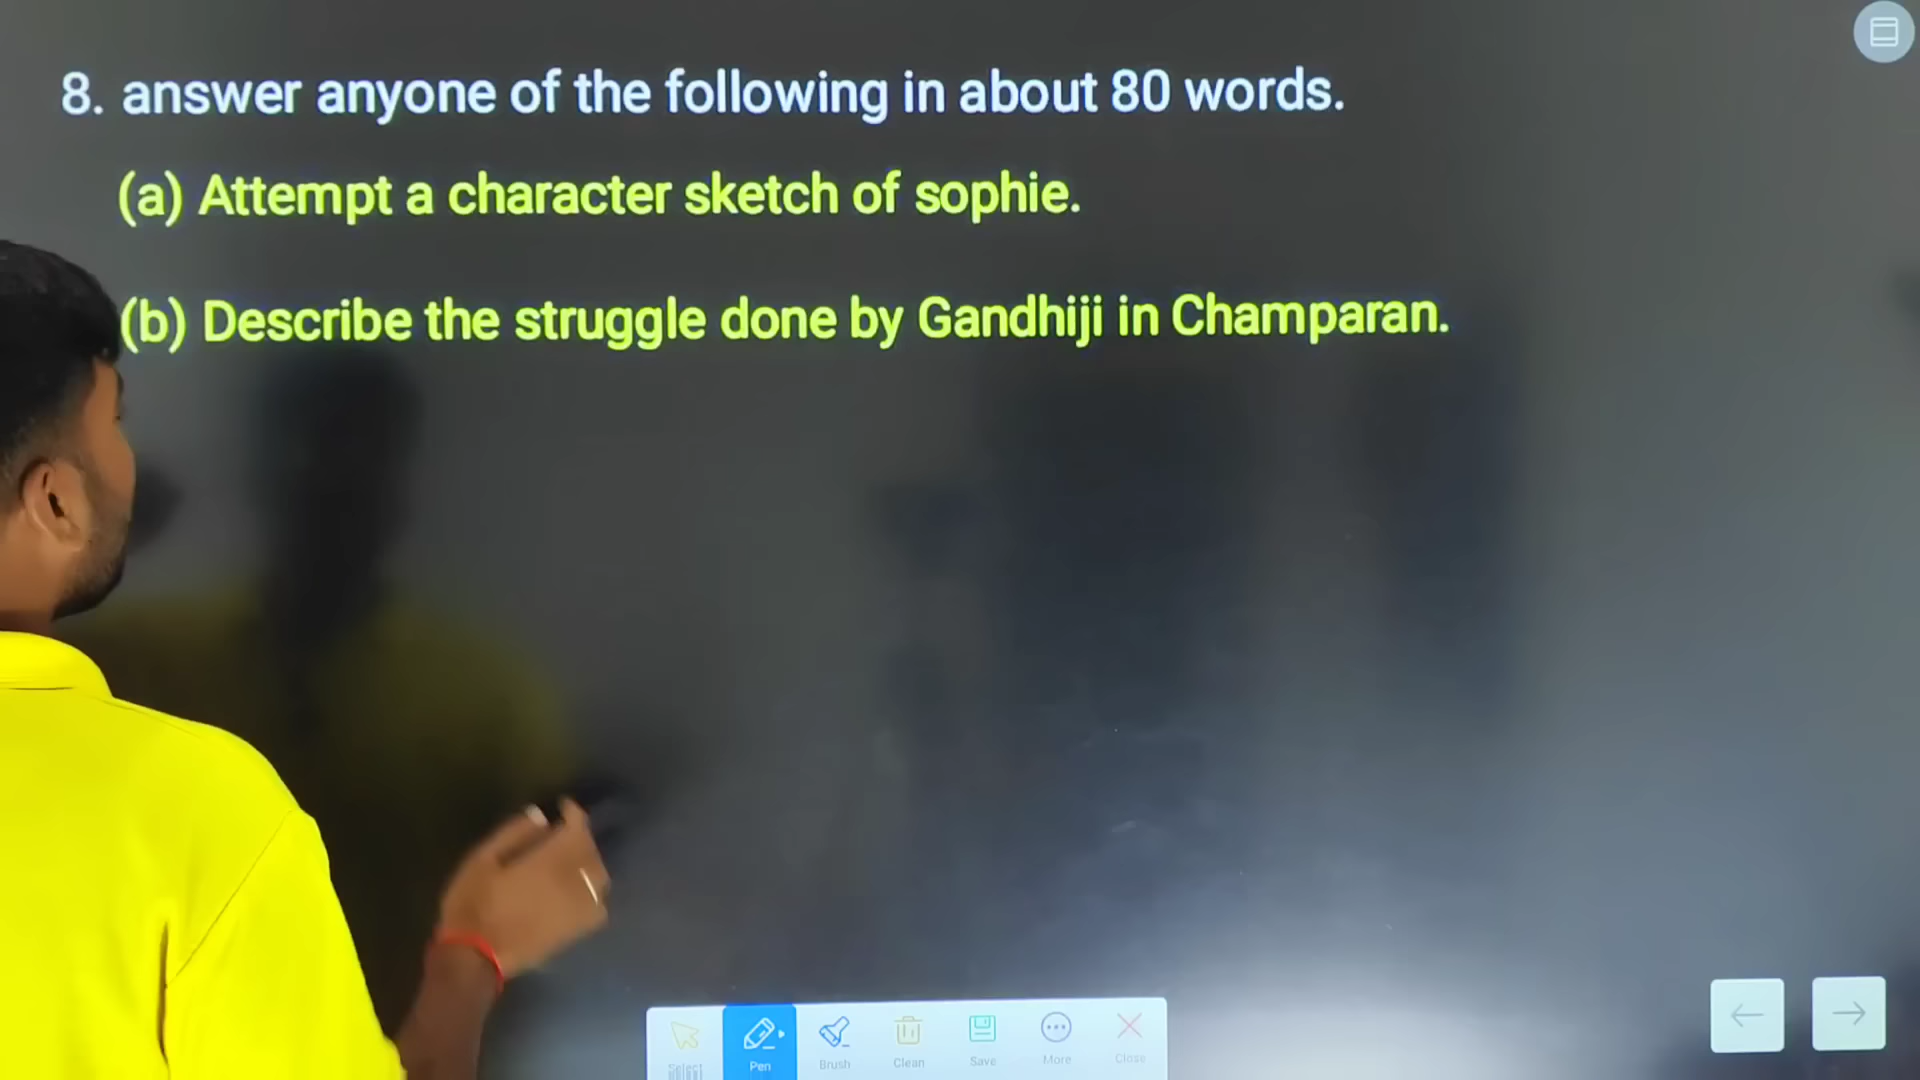 8. answer anyone of the following in about 80 words.
(a) Attempt a character sketch of sophie.
(b) Describe the struggle done by Gandhiji in Champaran.
Select Pen Brush Clean Save More Close